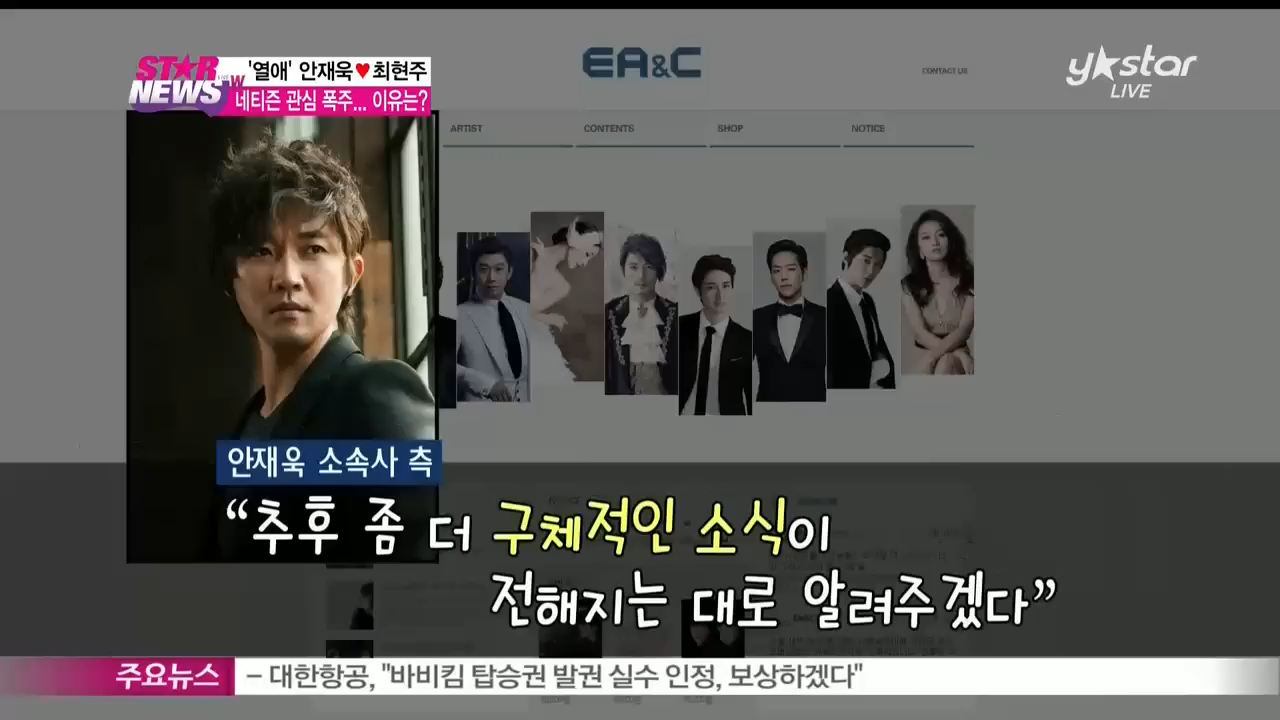 STAR NEWS
LIVE
W
'열애' 안재욱♥최현주
네티즌 관심 폭주... 이유는?
EA&C
CONTACT US
y★star
LIVE
ARTIST
CONTENTS
SHOP
NOTICE
안재욱 소속사 측
“추후 좀 더 구체적인 소식이
전해지는 대로 알려주겠다”
주요뉴스
- 대한항공, "바비킴 탑승권 발권 실수 인정, 보상하겠다"